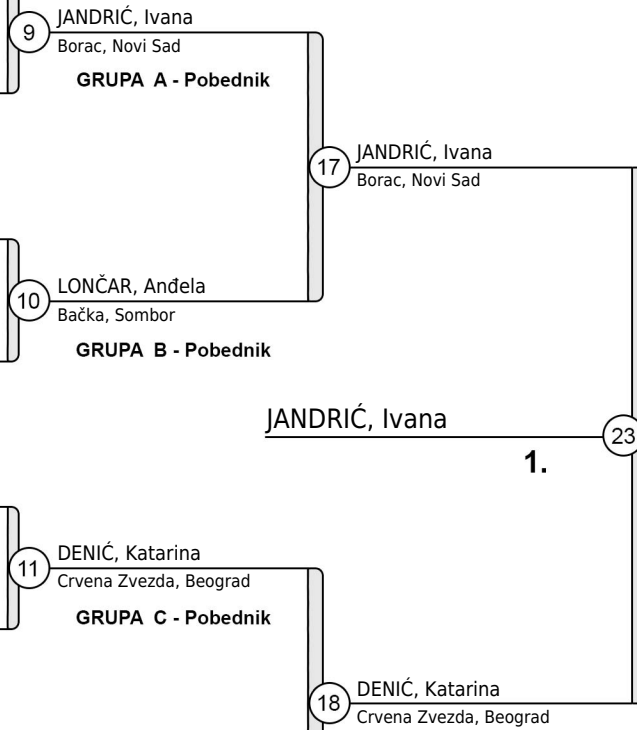 9
JANDRIĆ, Ivana
Borac, Novi Sad
GRUPA A - Pobednik
17
JANDRIĆ, Ivana
Borac, Novi Sad
10
LONČAR, Anđela
Bačka, Sombor
GRUPA B - Pobednik
JANDRIĆ, Ivana
23
1.
11
DENIĆ, Katarina
Crvena Zvezda, Beograd
GRUPA C - Pobednik
18
DENIĆ, Katarina
Crvena Zvezda, Beograd